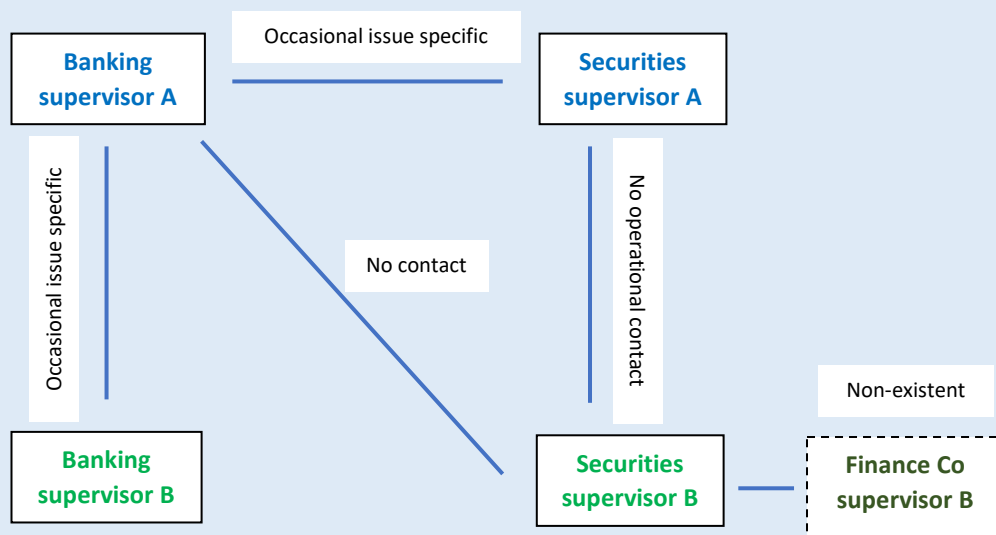 Occasional issue specific
Banking
supervisor A
Securities
supervisor A
Occasional issue specific
No contact
No operational contact
Non-existent
Banking
supervisor B
Securities
supervisor B
Finance Co
supervisor B